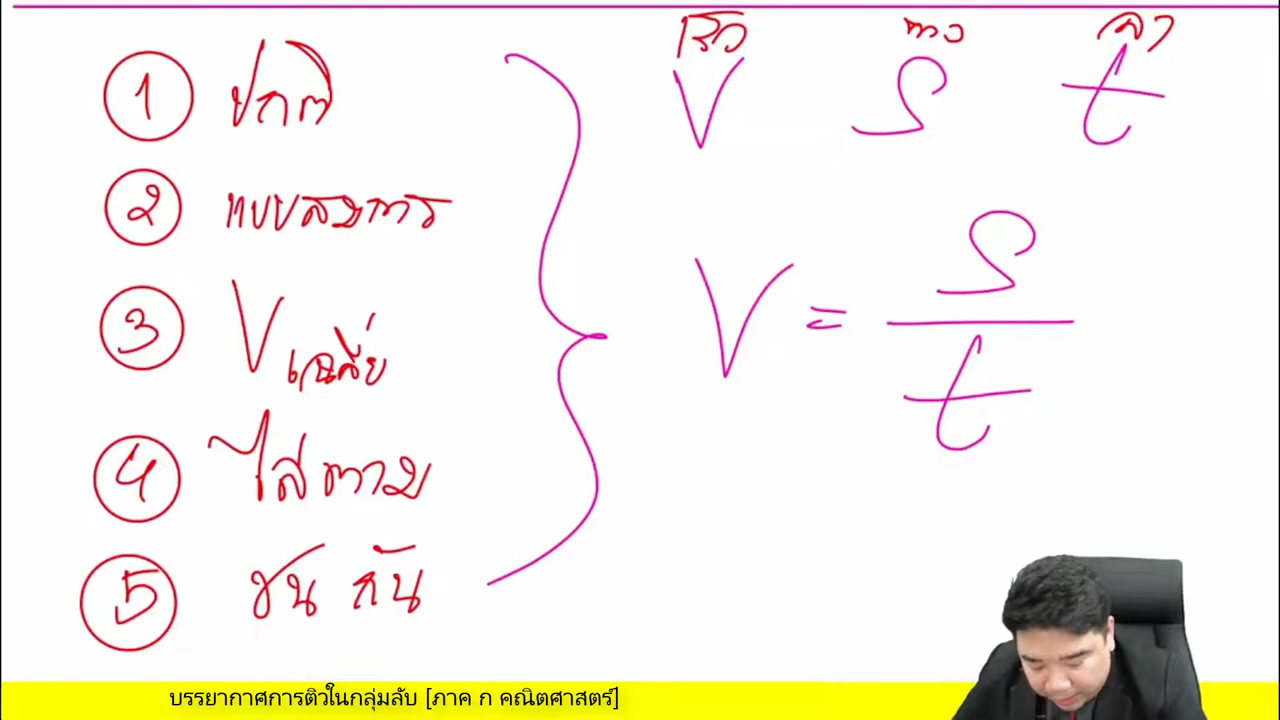 ① ปกติ
② แบบสมการ
③ V เฉลี่ย
④ ไล่ตาม
⑤ ชนกัน
เร็ว ทาง ลา
V S t
V = S
t
บรรยากาศการติวในกลุ่มลับ [ภาค ก คณิตศาสตร์]